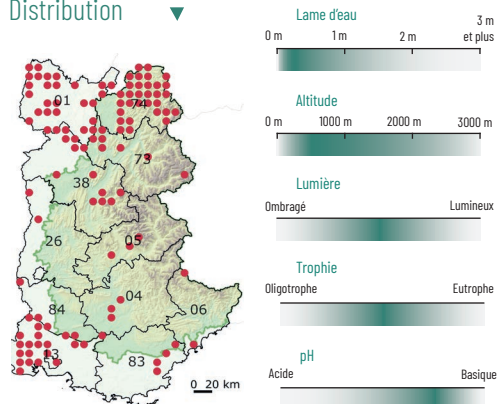 Distribution ▼
01
74
73
38
26
05
04
06
84
13
83
0 20 km
Lame d'eau
0 m 1 m 2 m 3 m et plus
Altitude
0 m 1000 m 2000 m 3000 m
Lumière
Ombragé Lumineux
Trophie
Oligotrophe Eutrophe
pH
Acide Basique